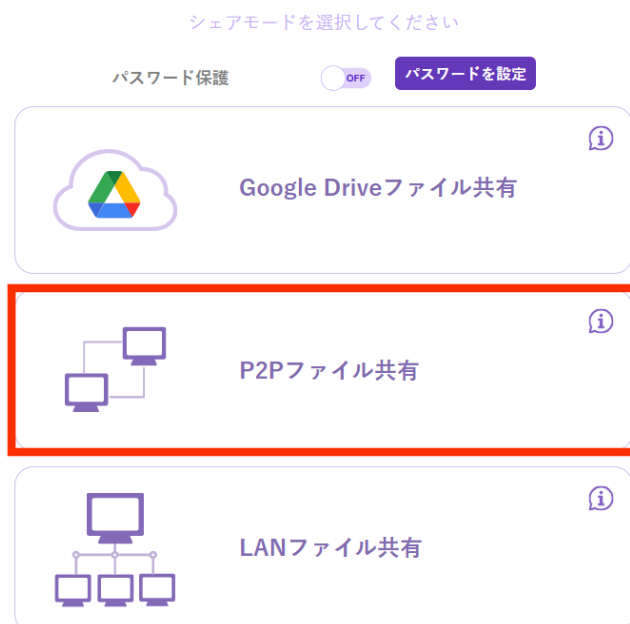 シェアモードを選択してください
パスワード保護 OFF パスワードを設定
Google Driveファイル共有
P2Pファイル共有
LANファイル共有